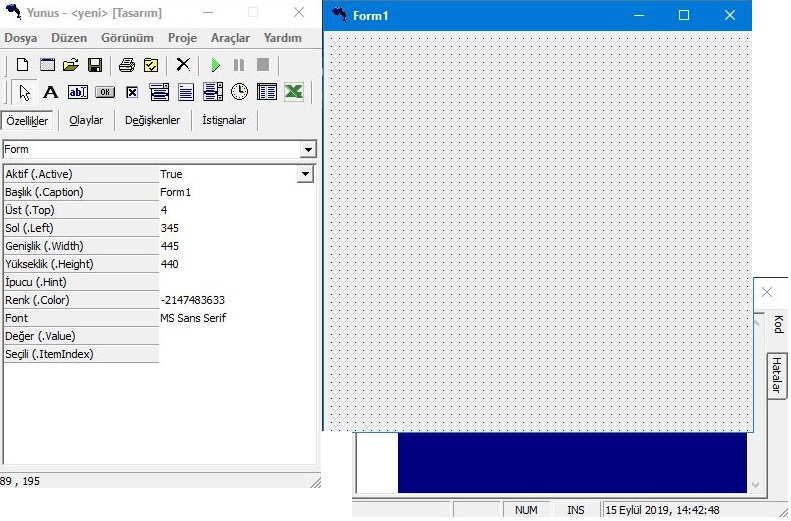 Yunus - <yeni> [Tasarım]
Dosya Düzen Görünüm Proje Araçlar Yardım
A ab OK
Özellikler Olaylar Değişkenler İstisnalar
Form
Aktif (.Active) True
Başlık (.Caption) Form1
Üst (.Top) 4
Sol (.Left) 345
Genişlik (.Width) 445
Yükseklik (.Height) 440
İpucu (.Hint)
Renk (.Color) -2147483633
Font MS Sans Serif
Değer (.Value)
Seçili (.ItemIndex)
89 , 195
Form1
Kod
Hatalar
NUM INS 15 Eylül 2019, 14:42:48